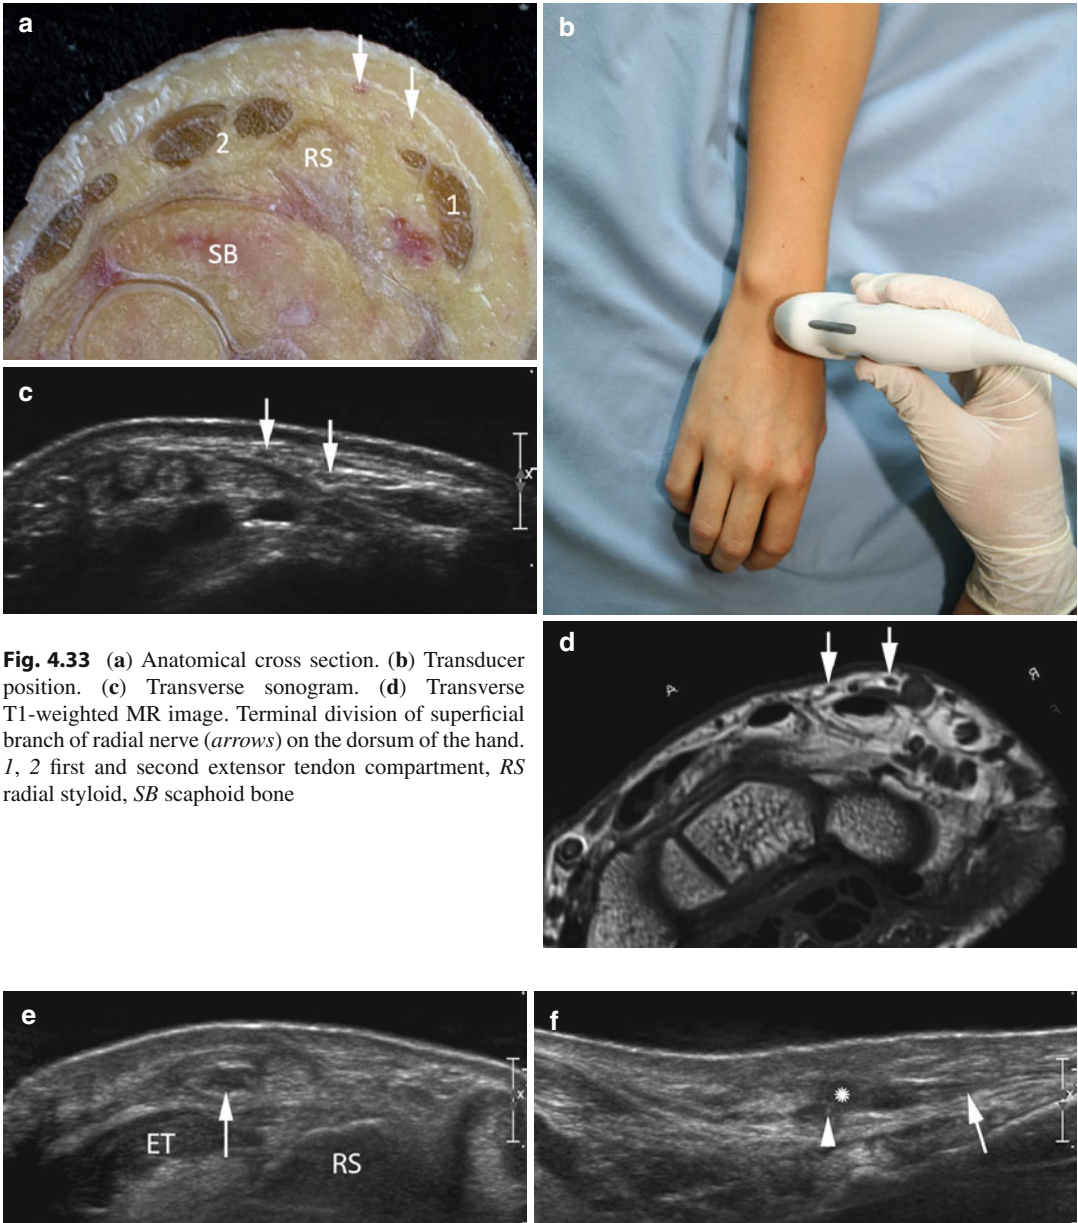 a
2
RS
1
SB
b
c
x
Fig. 4.33 (a) Anatomical cross section. (b) Transducer
position. (c) Transverse sonogram. (d) Transverse
T1-weighted MR image. Terminal division of superficial
branch of radial nerve (arrows) on the dorsum of the hand.
1, 2 first and second extensor tendon compartment, RS
radial styloid, SB scaphoid bone
d
A
R
F
e
x
ET
RS
f
x